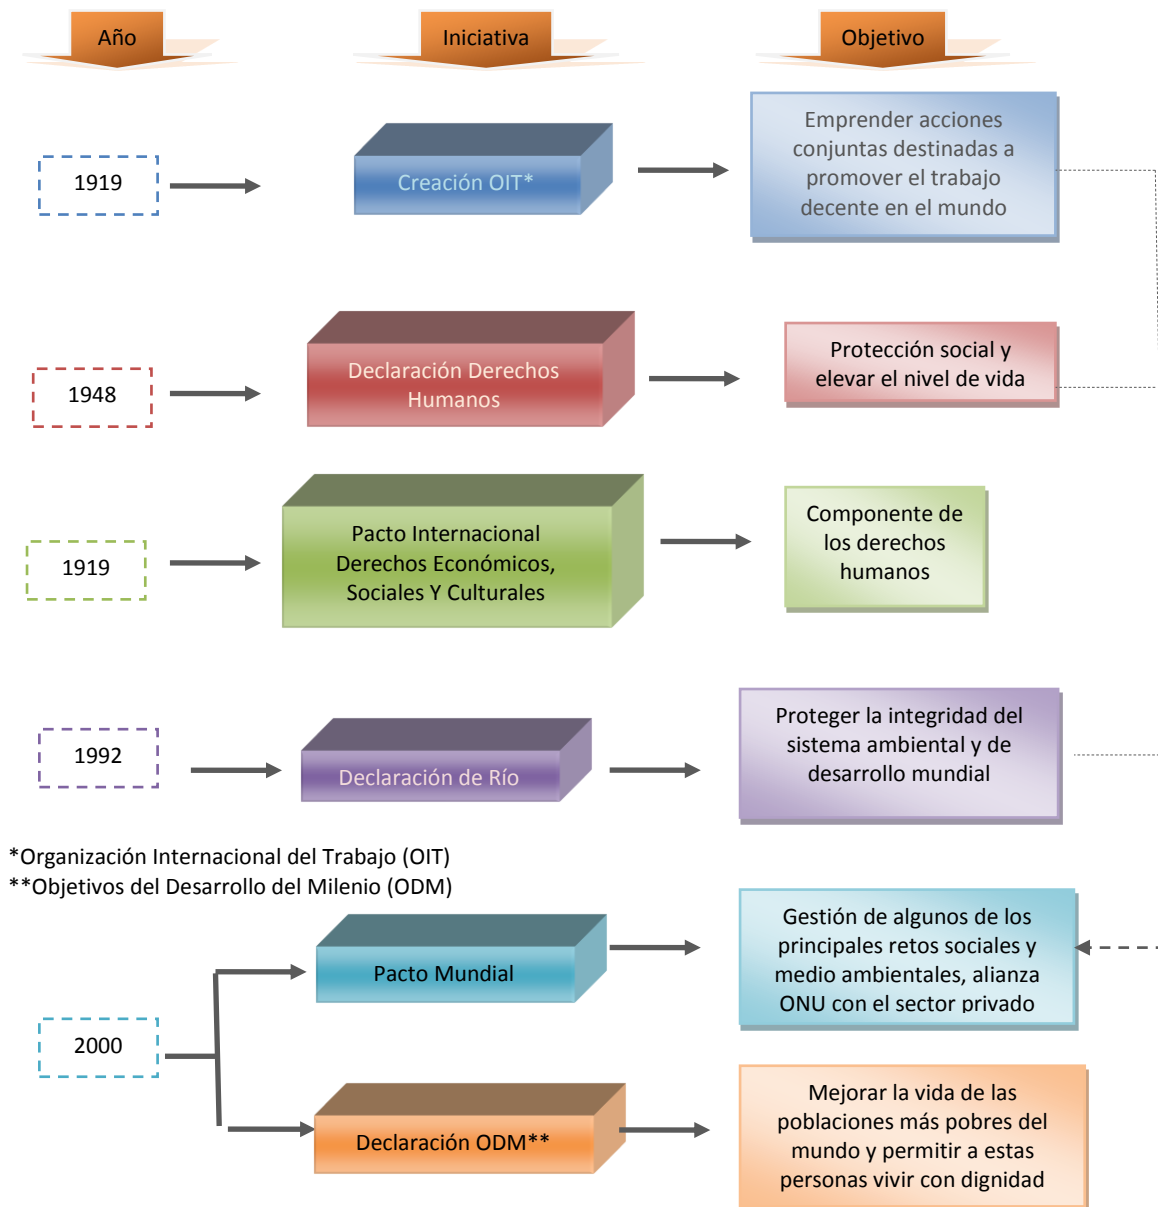 Año
Iniciativa
Objetivo
1919
Creación OIT*
Emprender acciones
conjuntas destinadas a
promover el trabajo
decente en el mundo
1948
Declaración Derechos
Humanos
Protección social y
elevar el nivel de vida
1919
Pacto Internacional
Derechos Económicos,
Sociales Y Culturales
Componente de
los derechos
humanos
1992
Declaración de Río
Proteger la integridad del
sistema ambiental y de
desarrollo mundial
*Organización Internacional del Trabajo (OIT)
**Objetivos del Desarrollo del Milenio (ODM)
2000
Pacto Mundial
Gestión de algunos de los
principales retos sociales y
medio ambientales, alianza
ONU con el sector privado
Declaración ODM**
Mejorar la vida de las
poblaciones más pobres del
mundo y permitir a estas
personas vivir con dignidad